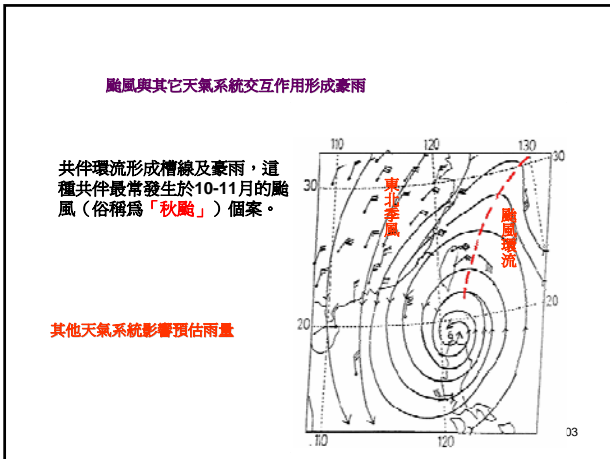 颱風與其它天氣系統交互作用形成豪雨
共伴環流形成槽線及豪雨，這
種共伴最常發生於10-11月的颱
風（俗稱為「秋颱」）個案。
其他天氣系統影響預估雨量
110
120
130
30
30
東北季風
颱風環流
20
20
110
120
03